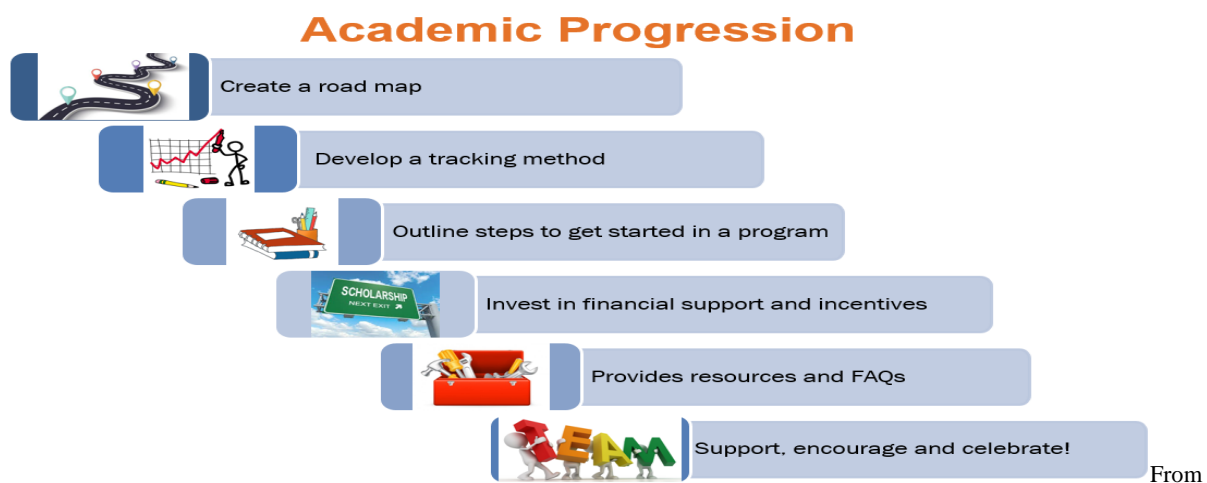 Academic Progression
Create a road map
Develop a tracking method
Outline steps to get started in a program
SCHOLARSHIP
NEXT EXIT
Invest in financial support and incentives
Provides resources and FAQs
TEAM
Support, encourage and celebrate!
From